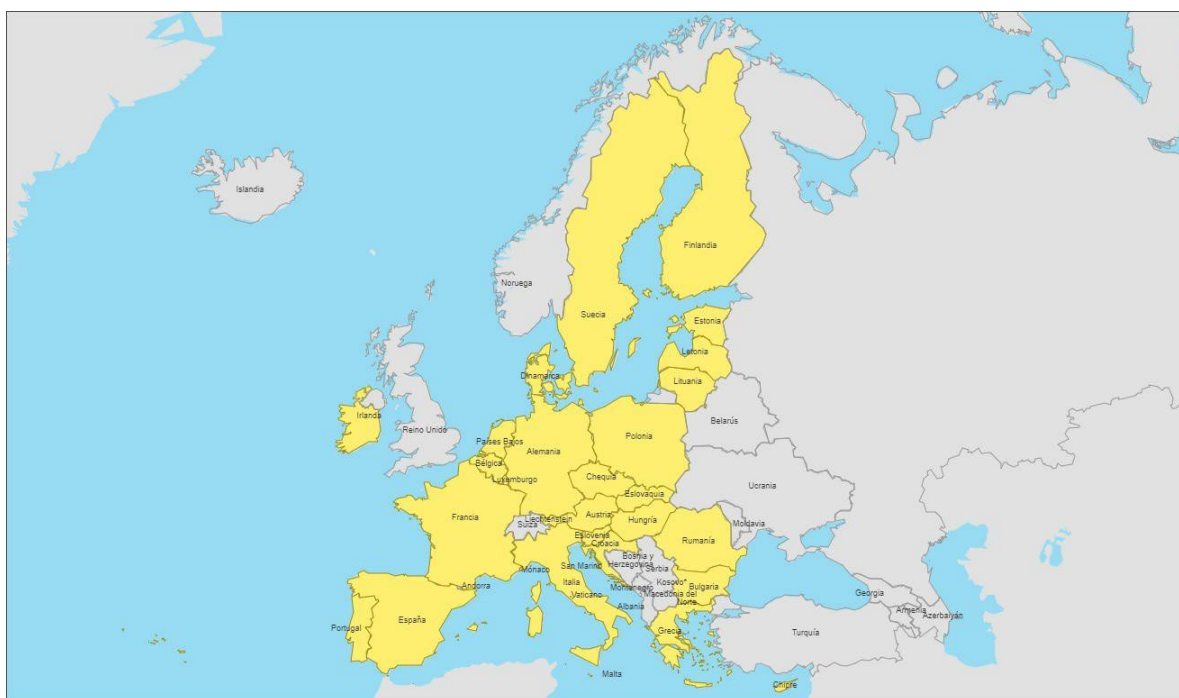 Islandia
Finlandia
Noruega
Suecia
Estonia
Letonia
Dinamarca
Lituania
Irlanda
Belarús
Reino Unido
Polonia
Países Bajos
Alemania
Bélgica
Chequia
Luxemburgo
Ucrania
Eslovaquia
Francia
Austria
Liechtenstein
Hungría
Suiza
Moldavia
Eslovenia
Rumanía
Croacia
Bosnia y
Herzegovina
San Marino
Serbia
Mónaco
Italia
Kosovo*
Andorra
Montenegro
Bulgaria
Vaticano
Macedonia del
Norte
Georgia
Albania
Armenia
Azerbaiyán
España
Portugal
Grecia
Turquía
Malta
Chipre